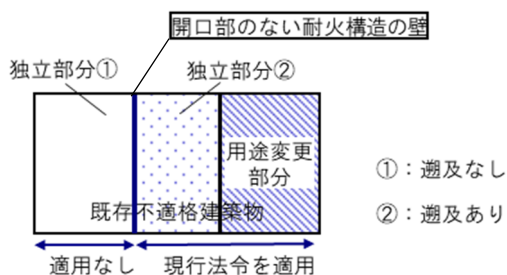 開口部のない耐火構造の壁
独立部分①
独立部分②
用途変更
部分
①：遡及なし
②：遡及あり
既存不適格建築物
適用なし
現行法令を適用